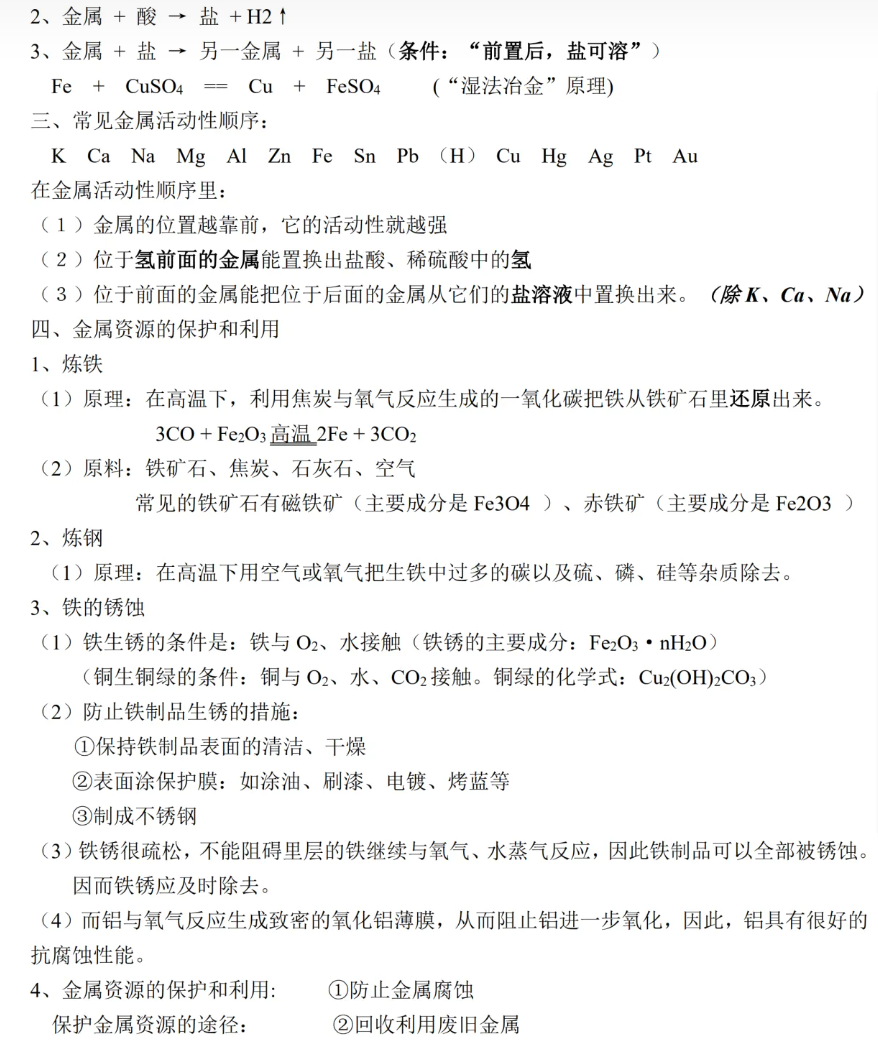 2、金属 + 酸 → 盐 + H2↑
3、金属 + 盐 → 另一金属 + 另一盐（条件：“前置后，盐可溶”）
Fe + CuSO₄ == Cu + FeSO₄ (“湿法冶金”原理)
三、常见金属活动性顺序：
K Ca Na Mg Al Zn Fe Sn Pb （H） Cu Hg Ag Pt Au
在金属活动性顺序里：
（１）金属的位置越靠前，它的活动性就越强
（２）位于氢前面的金属能置换出盐酸、稀硫酸中的氢
（３）位于前面的金属能把位于后面的金属从它们的盐溶液中置换出来。（除K、Ca、Na）
四、金属资源的保护和利用
1、炼铁
（1）原理：在高温下，利用焦炭与氧气反应生成的一氧化碳把铁从铁矿石里还原出来。
3CO + Fe₂O₃ 高温 2Fe + 3CO₂
（2）原料：铁矿石、焦炭、石灰石、空气
常见的铁矿石有磁铁矿（主要成分是 Fe3O4 ）、赤铁矿（主要成分是 Fe2O3 ）
2、炼钢
（1）原理：在高温下用空气或氧气把生铁中过多的碳以及硫、磷、硅等杂质除去。
3、铁的锈蚀
（1）铁生锈的条件是：铁与 O₂、水接触（铁锈的主要成分：Fe₂O₃•nH₂O）
（铜生铜绿的条件：铜与 O₂、水、CO₂ 接触。铜绿的化学式：Cu₂(OH)₂CO₃）
（2）防止铁制品生锈的措施：
①保持铁制品表面的清洁、干燥
②表面涂保护膜：如涂油、刷漆、电镀、烤蓝等
③制成不锈钢
（3）铁锈很疏松，不能阻碍里层的铁继续与氧气、水蒸气反应，因此铁制品可以全部被锈蚀。
因而铁锈应及时除去。
（4）而铝与氧气反应生成致密的氧化铝薄膜，从而阻止铝进一步氧化，因此，铝具有很好的
抗腐蚀性能。
4、金属资源的保护和利用: ①防止金属腐蚀
保护金属资源的途径： ②回收利用废旧金属